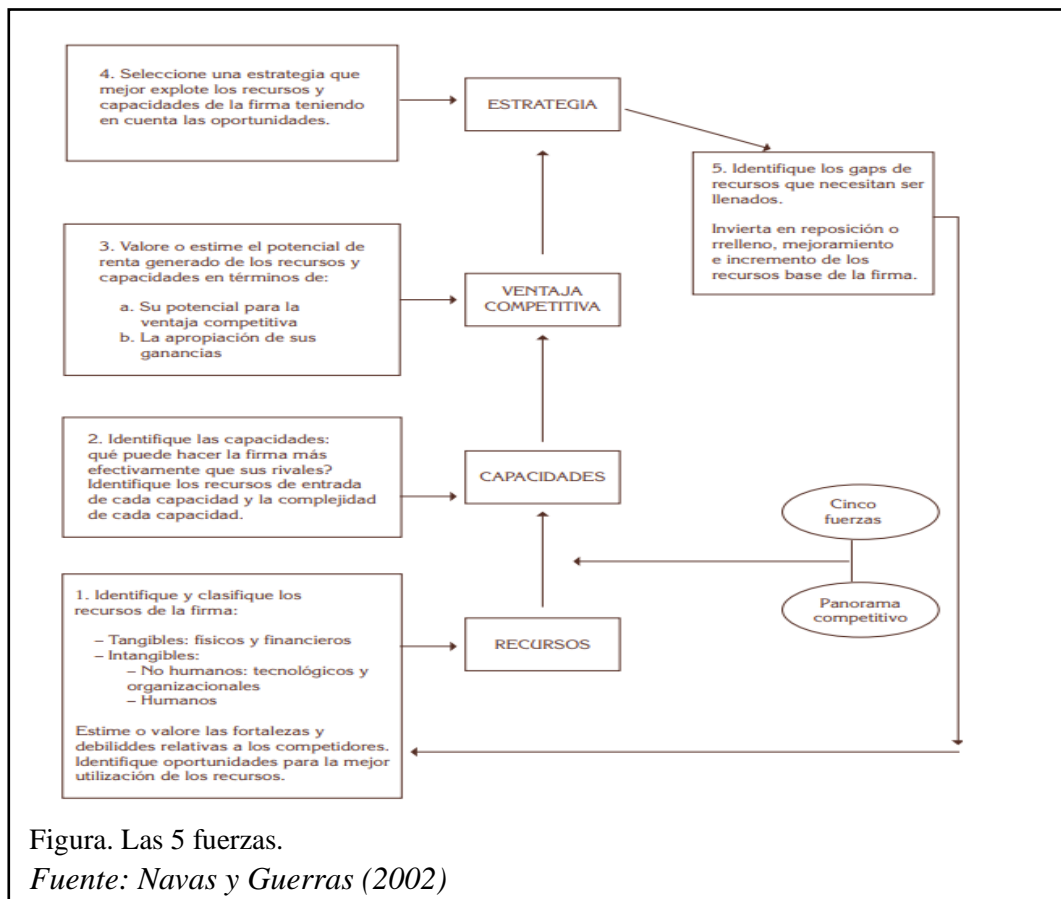 4. Seleccione una estrategia que
mejor explote los recursos y
capacidades de la firma teniendo
en cuenta las oportunidades.
ESTRATEGIA
5. Identifique los gaps de
recursos que necesitan ser
llenados.
Invierta en reposición o
rrelleno, mejoramiento
e incremento de los
recursos base de la firma.
3. Valore o estime el potencial de
renta generado de los recursos y
capacidades en términos de:
a. Su potencial para la
ventaja competitiva
b. La apropiación de sus
ganancias
VENTAJA
COMPETITIVA
2. Identifique las capacidades:
qué puede hacer la firma más
efectivamente que sus rivales?
Identifique los recursos de entrada
de cada capacidad y la complejidad
de cada capacidad.
CAPACIDADES
Cinco
fuerzas
Panorama
competitivo
1. Identifique y clasifique los
recursos de la firma:
– Tangibles: físicos y financieros
– Intangibles:
– No humanos: tecnológicos y
organizacionales
– Humanos
Estime o valore las fortalezas y
debiliddes relativas a los competidores.
Identifique oportunidades para la mejor
utilización de los recursos.
RECURSOS
Figura. Las 5 fuerzas.
Fuente: Navas y Guerras (2002)